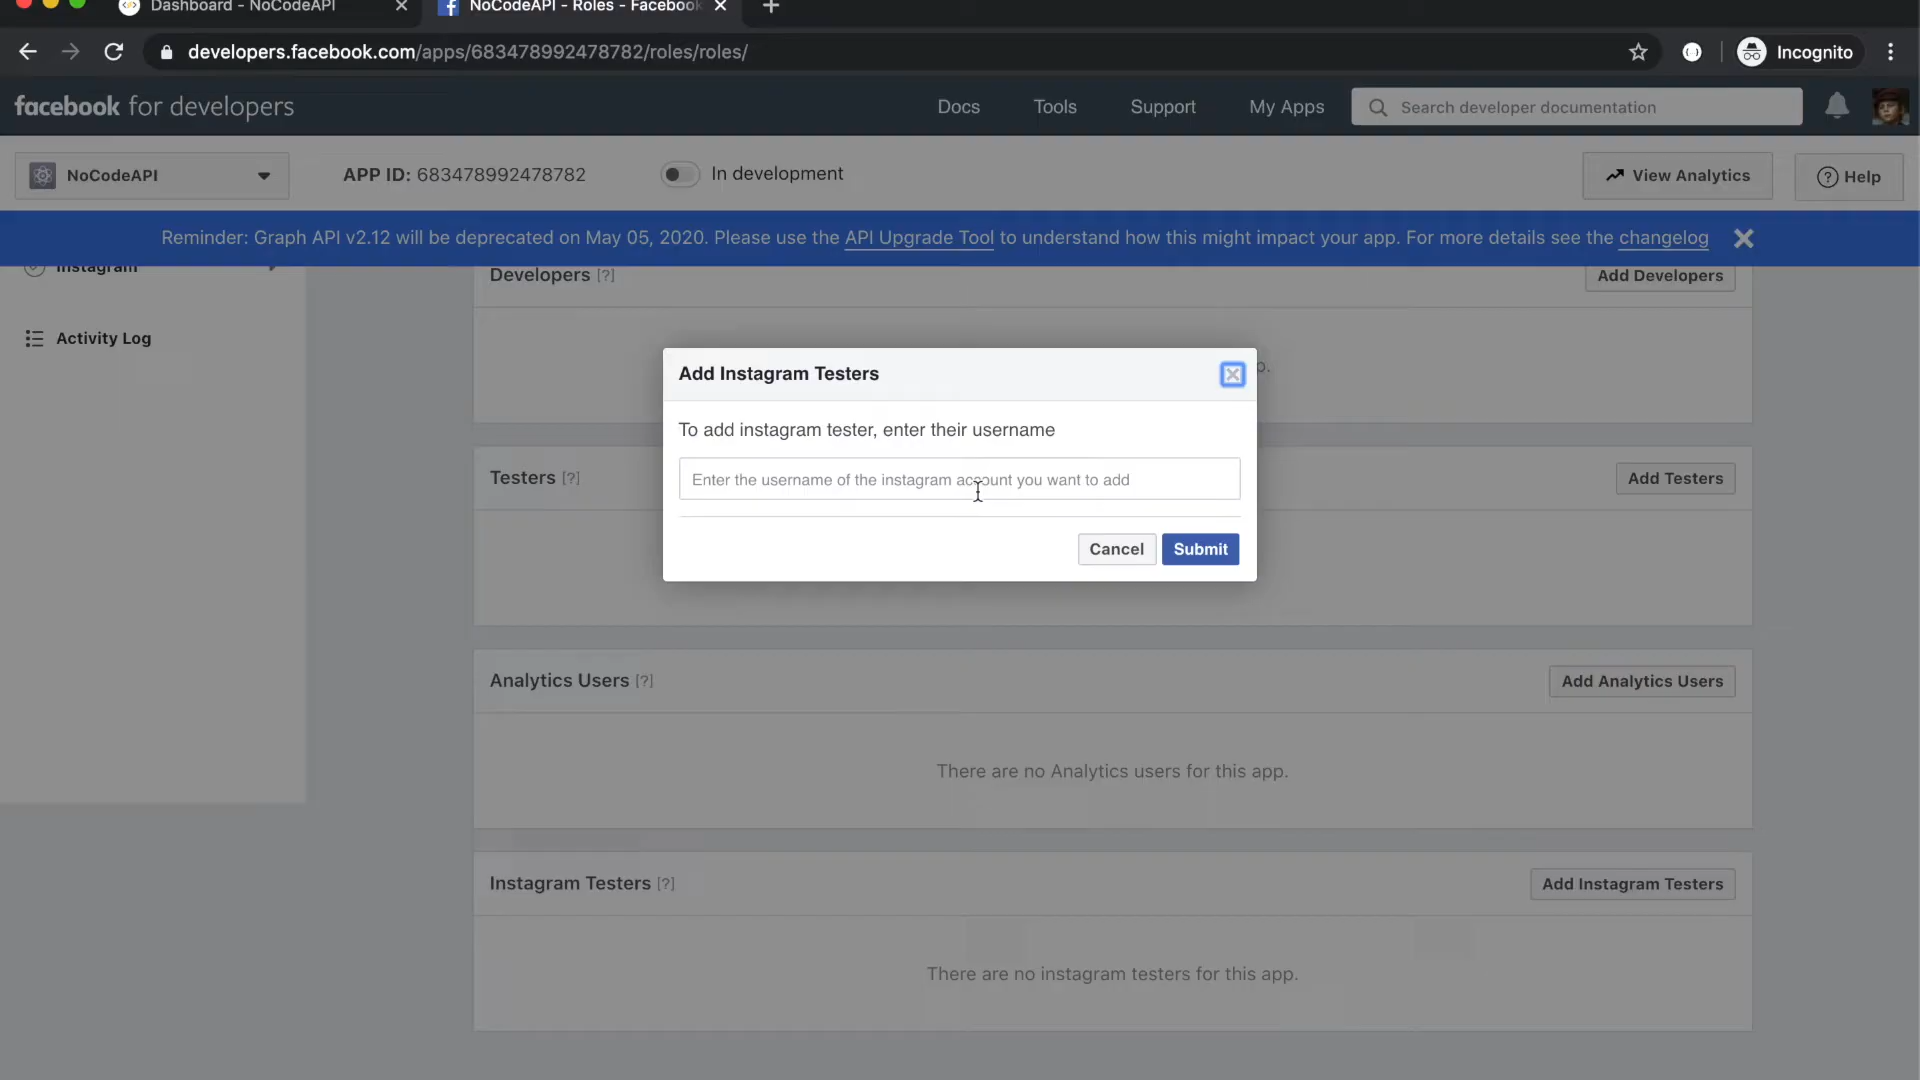 Dashboard - NoCodeAPI
NoCodeAPI - Roles - Facebook
developers.facebook.com/apps/683478992478782/roles/roles/
Incognito
facebook for developers
Docs
Tools
Support
My Apps
Search developer documentation
NoCodeAPI
APP ID: 683478992478782
In development
View Analytics
Help
Reminder: Graph API v2.12 will be deprecated on May 05, 2020. Please use the API Upgrade Tool to understand how this might impact your app. For more details see the changelog
Instagram
Developers [?]
Add Developers
Activity Log
p.
Add Instagram Testers
To add instagram tester, enter their username
Enter the username of the instagram account you want to add
Cancel
Submit
Testers [?]
Add Testers
Analytics Users [?]
Add Analytics Users
There are no Analytics users for this app.
Instagram Testers [?]
Add Instagram Testers
There are no instagram testers for this app.